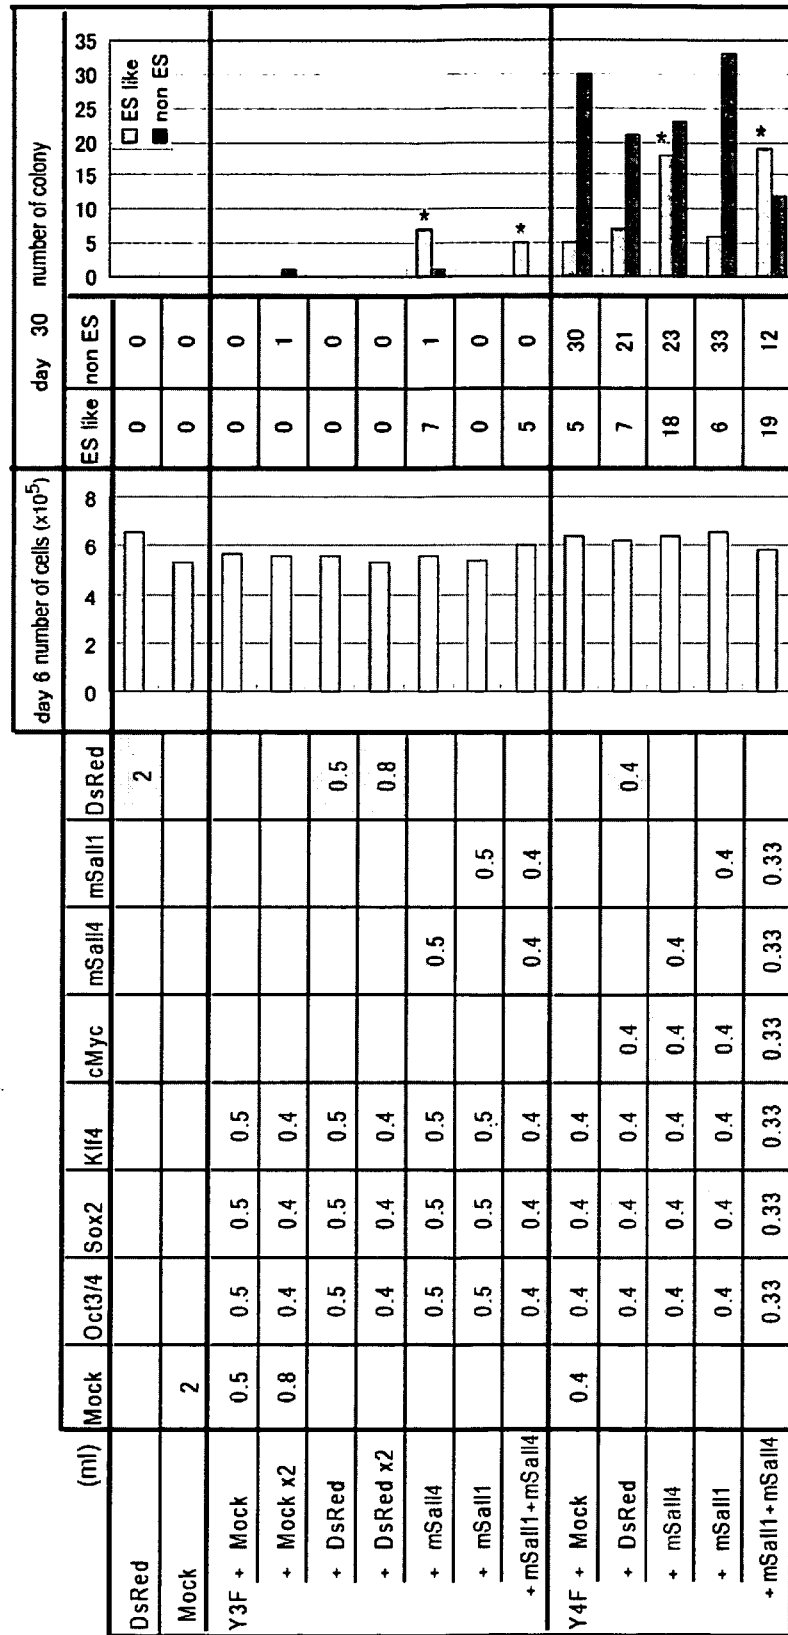 day 6 number of cells (x10⁵) day 30 number of colony
(ml) Mock Oct3/4 Sox2 Klf4 cMyc mSall4 mSall1 DsRed 0 2 4 6 8 ES like non ES 0 5 10 15 20 25 30 35
ES like
non ES
DsRed 2 0 0
Mock 2 0 0
Y3F + Mock 0.5 0.5 0.5 0.5 0 0
+ Mock x2 0.8 0.4 0.4 0.4 0 1
+ DsRed 0.5 0.5 0.5 0.5 0 0
+ DsRed x2 0.4 0.4 0.4 0.8 0 0
+ mSall4 0.5 0.5 0.5 0.5 7 1 *
+ mSall1 0.5 0.5 0.5 0.5 0 0
+ mSall1+mSall4 0.4 0.4 0.4 0.4 0.4 5 0 *
Y4F + Mock 0.4 0.4 0.4 0.4 5 30
+ DsRed 0.4 0.4 0.4 0.4 0.4 7 21
+ mSall4 0.4 0.4 0.4 0.4 0.4 18 23 *
+ mSall1 0.4 0.4 0.4 0.4 0.4 6 33
+ mSall1+mSall4 0.33 0.33 0.33 0.33 0.33 0.33 19 12 *